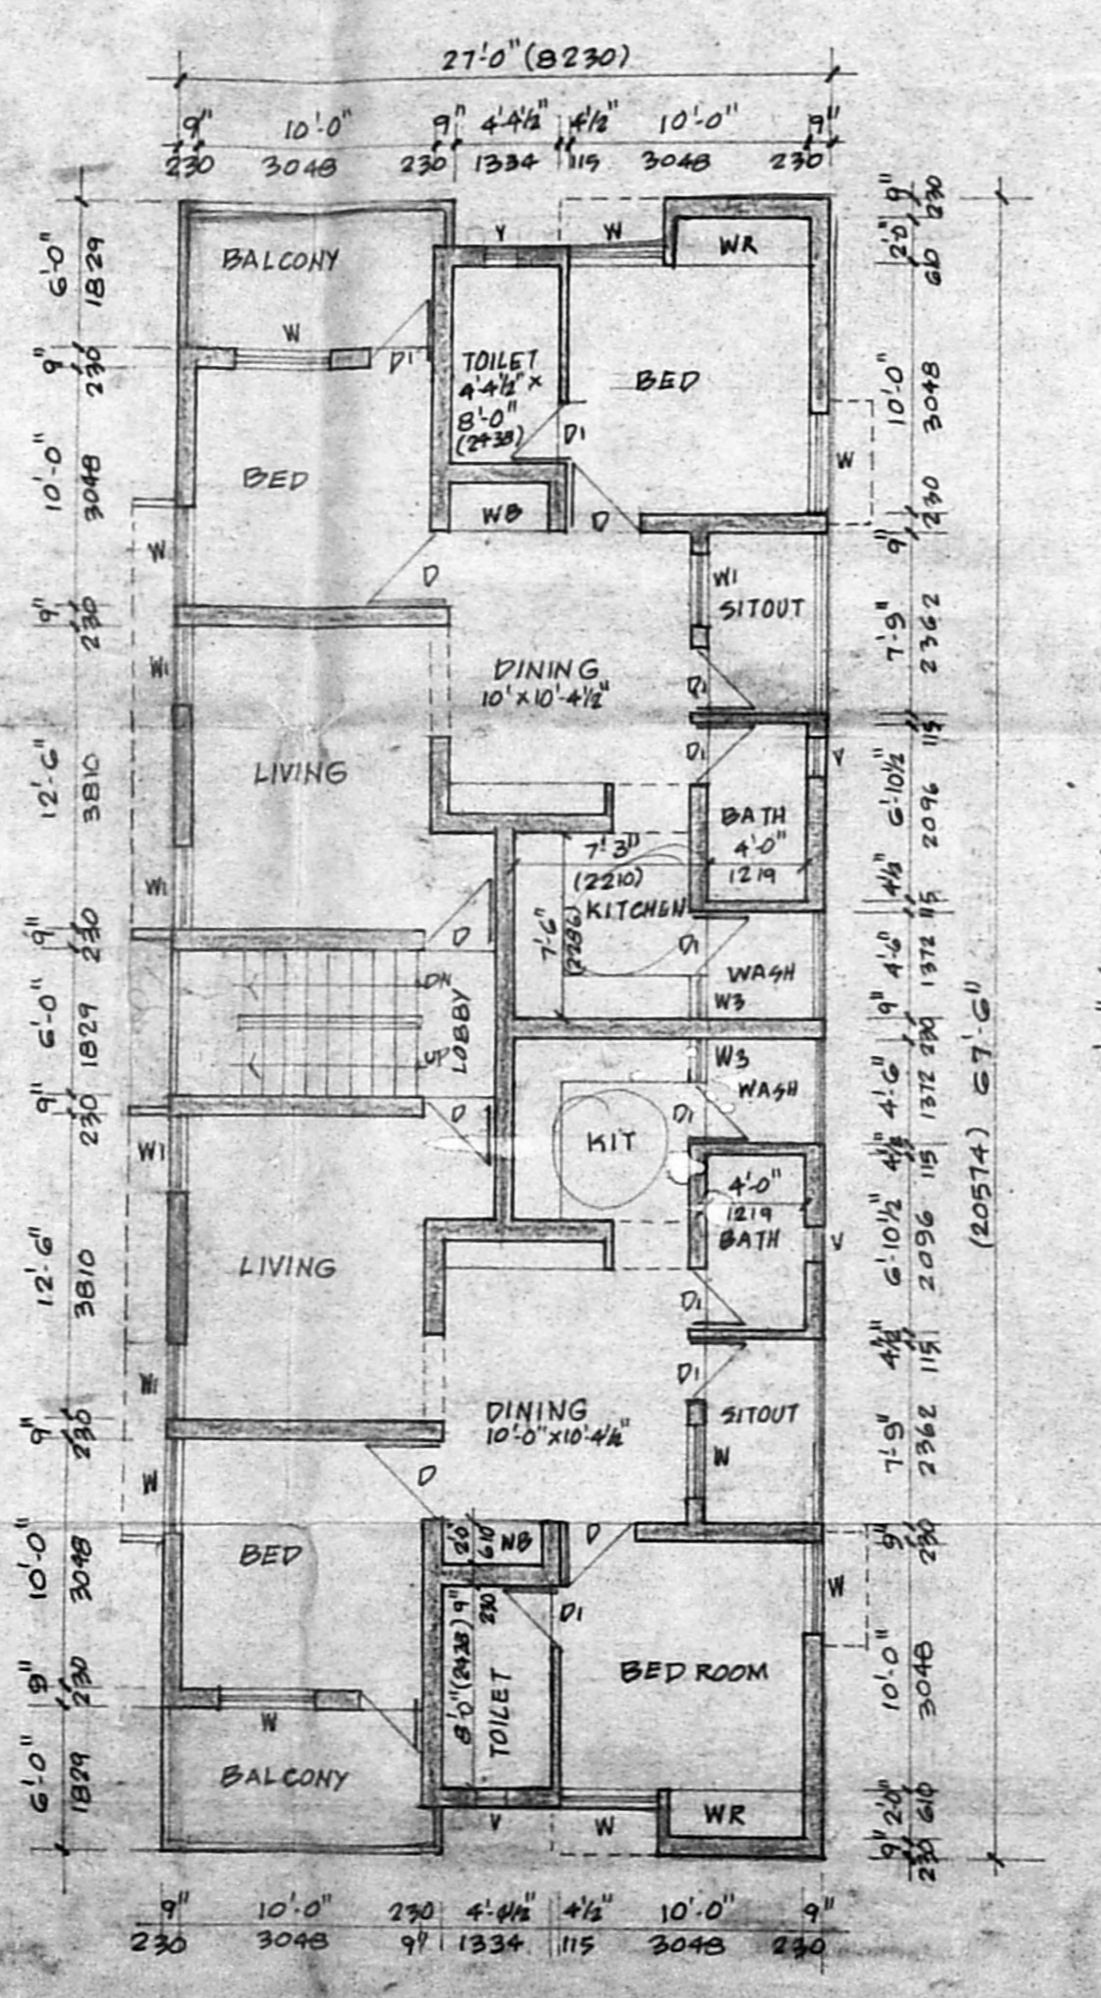 27'-0" (8230)
9" 10'-0" 9" 4'-4½" 4½" 10'-0" 9"
230 3048 230 1334 115 3048 230
9"
230
2'-0"
610
6'-0"
1829
BALCONY
V
W
WR
W
D1
9"
230
TOILET
4'-4½" x
8'-0"
(2438)
BED
10'-0"
3048
D1
W
10'-0"
3048
BED
WB
D
230
9"
W
D
W1
SITOUT
7'-9"
2362
9"
230
W1
DINING
10' x 10'-4½"
D1
115
D1
V
12'-6"
3810
LIVING
6'-10½"
2096
BATH
4'-0"
1219
7'-3"
(2210)
KITCHEN
7'-6"
(2286)
W1
4½"
115
9"
230
D
D1
4'-6"
1372
WASH
W3
6'-0"
1829
DN
UP
LOBBY
9"
230
(20574) 67'-6"
W3
WASH
4'-6"
1372
9"
230
D
D1
KIT
W1
4½"
115
4'-0"
1219
BATH
V
6'-10½"
2096
12'-6"
3810
LIVING
D1
4½"
115
D1
W1
DINING
10'-0" x 10'-4½"
SITOUT
7'-9"
2362
9"
230
W
D
W
2'-0"
610
WB
D
9"
230
BED
10'-0"
3048
W
D1
9"
230
8'-0" (2438)
TOILET
BED ROOM
10'-0"
3048
9"
230
W
6'-0"
1829
BALCONY
V
W
WR
2'-0"
610
9"
230
9" 10'-0" 230 4'-4½" 4½" 10'-0" 9"
230 3048 9" 1334 115 3048 230